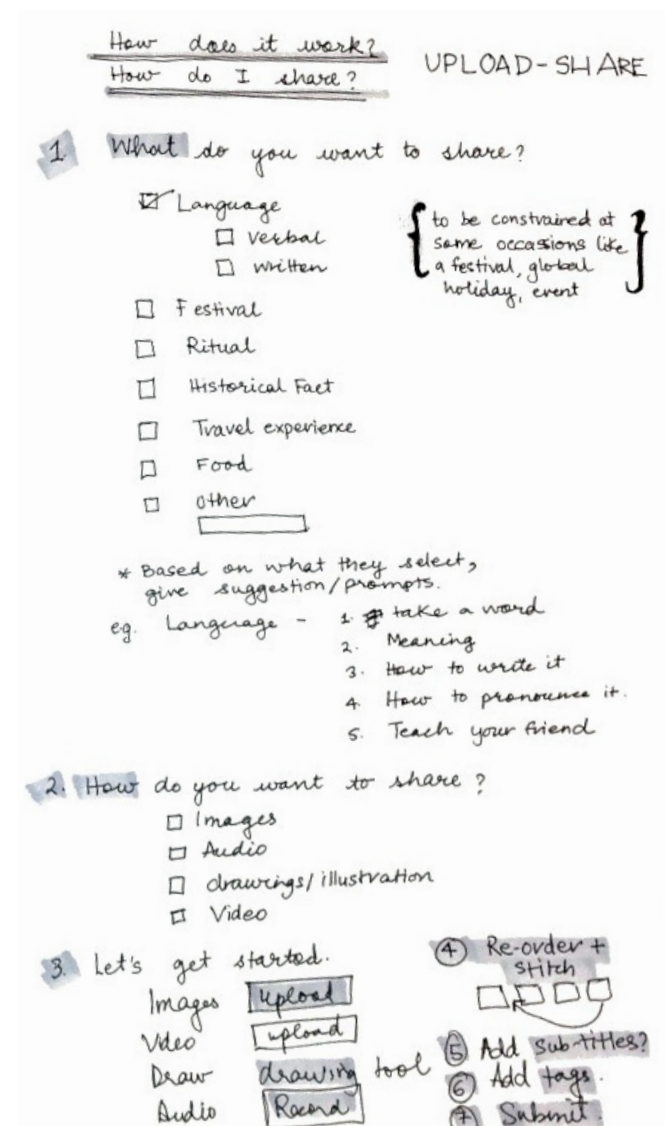 How does it work?
How do I share?
UPLOAD-SHARE
1. What do you want to share?
Language
verbal
written
{to be constrained at
some occassions like
a festival, global
holiday, event}
Festival
Ritual
Historical Fact
Travel experience
Food
other
* Based on what they select,
give suggestion/prompts.
eg. Language -
1. take a word
2. Meaning
3. How to write it
4. How to pronounce it.
5. Teach your friend
2. How do you want to share?
Images
Audio
drawings/illustration
Video
3. Let's get started.
Images upload
Video upload
Draw drawing tool
Audio Record
4 Re-order +
stitch
5 Add sub-titles?
6 Add tags.
7 Submit.